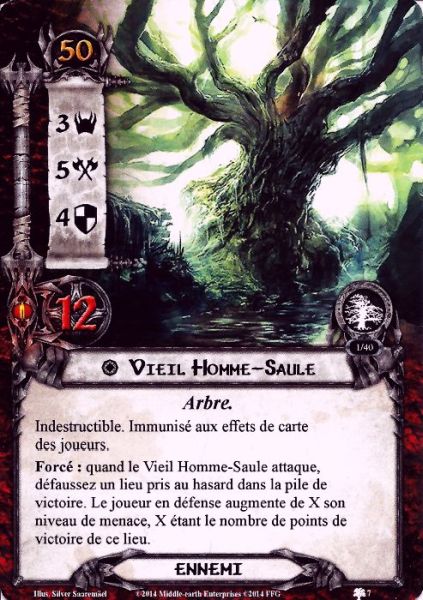 50
3
5
4
12
1/40
Vieil Homme-Saule
Arbre.
Indestructible. Immunisé aux effets de carte
des joueurs.
Forcé : quand le Vieil Homme-Saule attaque,
défaussez un lieu pris au hasard dans la pile de
victoire. Le joueur en défense augmente de X son
niveau de menace, X étant le nombre de points de
victoire de ce lieu.
ENNEMI
Illus. Silver Saaremäel ©2014 Middle-earth Enterprises ©2014 FFG 7